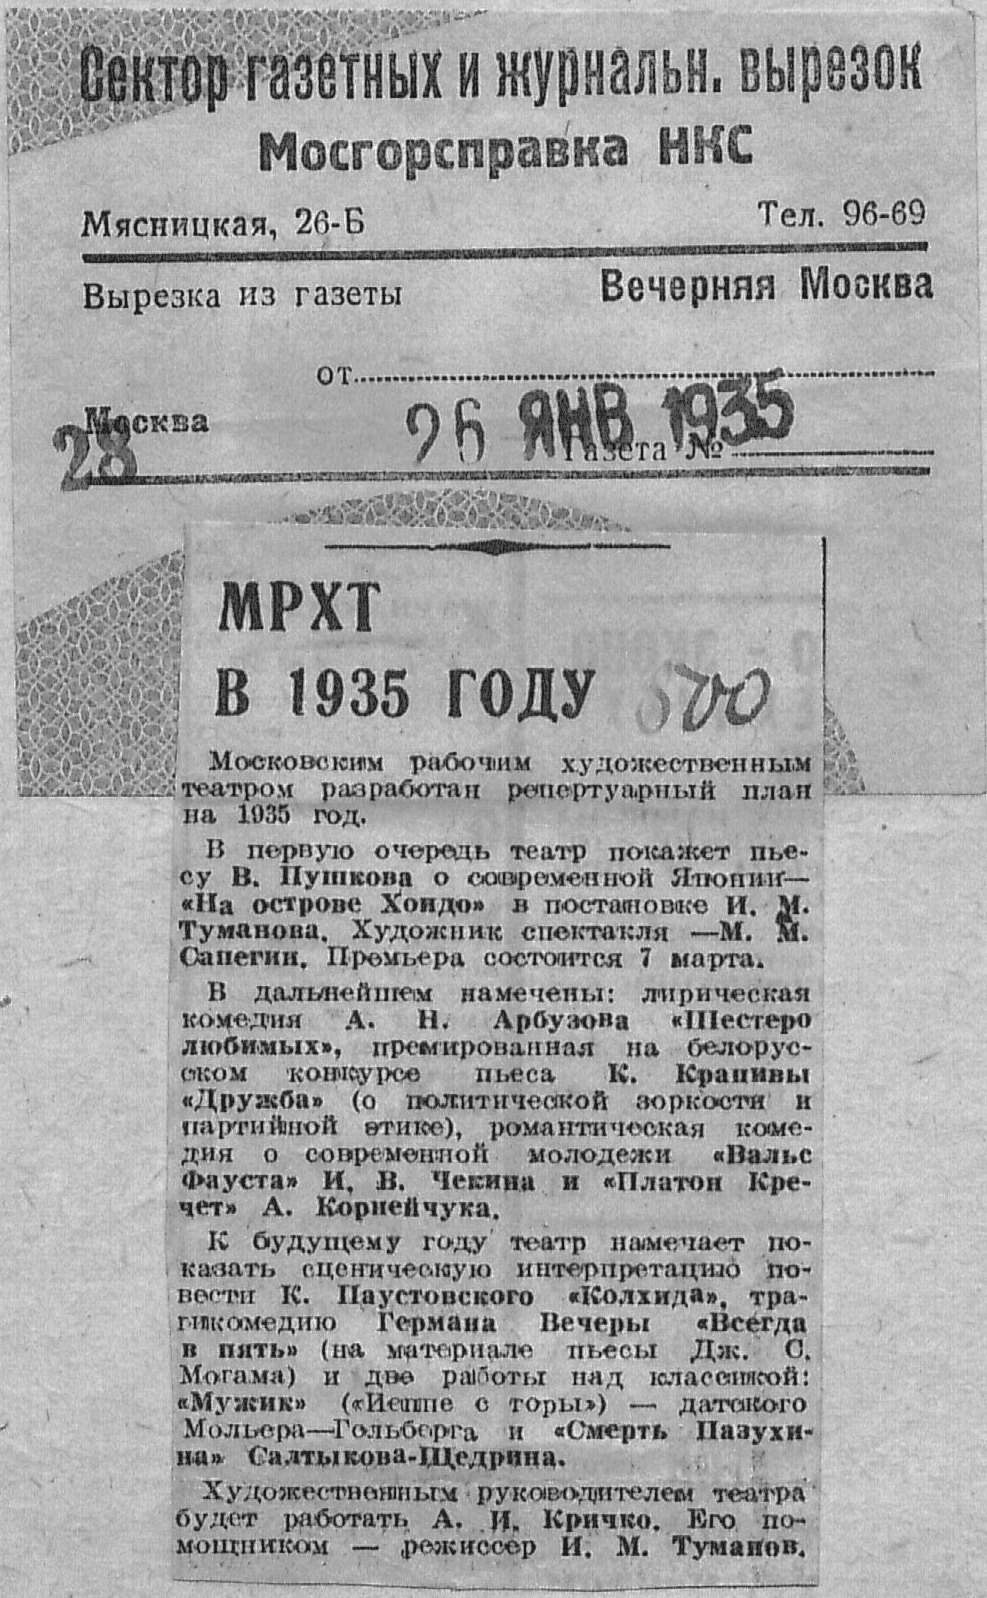 Сектор газетных и журнальн. вырезок
Мосгорсправка НКС
Мясницкая, 26-Б Тел. 96-69
Вырезка из газеты Вечерняя Москва
от
Москва 26 ЯНВ 1935
28 Газета №
МРХТ
В 1935 ГОДУ
Московским рабочим художественным
театром разработан репертуарный план
на 1935 год.
В первую очередь театр покажет пье-
су В. Пушкова о современной Японии—
«На острове Хондо» в постановке И. М.
Туманова. Художник спектакля —М. М.
Сапегин. Премьера состоится 7 марта.
В дальнейшем намечены: лирическая
комедия А. Н. Арбузова «Шестеро
любимых», премированная на белорус-
ском конкурсе пьеса К. Крапивы
«Дружба» (о политической зоркости и
партийной этике), романтическая коме-
дия о современной молодежи «Вальс
Фауста» И. В. Чекина и «Платон Кре-
чет» А. Корнейчука.
К будущему году театр намечает по-
казать сценическую интерпретацию по-
вести К. Паустовского «Колхида», тра-
гикомедию Германа Вечеры «Всегда
в пять» (на материале пьесы Дж. С.
Могама) и две работы над классикой:
«Мужик» («Иеппе с горы») — датского
Мольера—Гольберга и «Смерть Пазухи-
на» Салтыкова-Щедрина.
Художественным руководителем театра
будет работать А. И. Кричко. Его по-
мощником — режиссер И. М. Туманов.